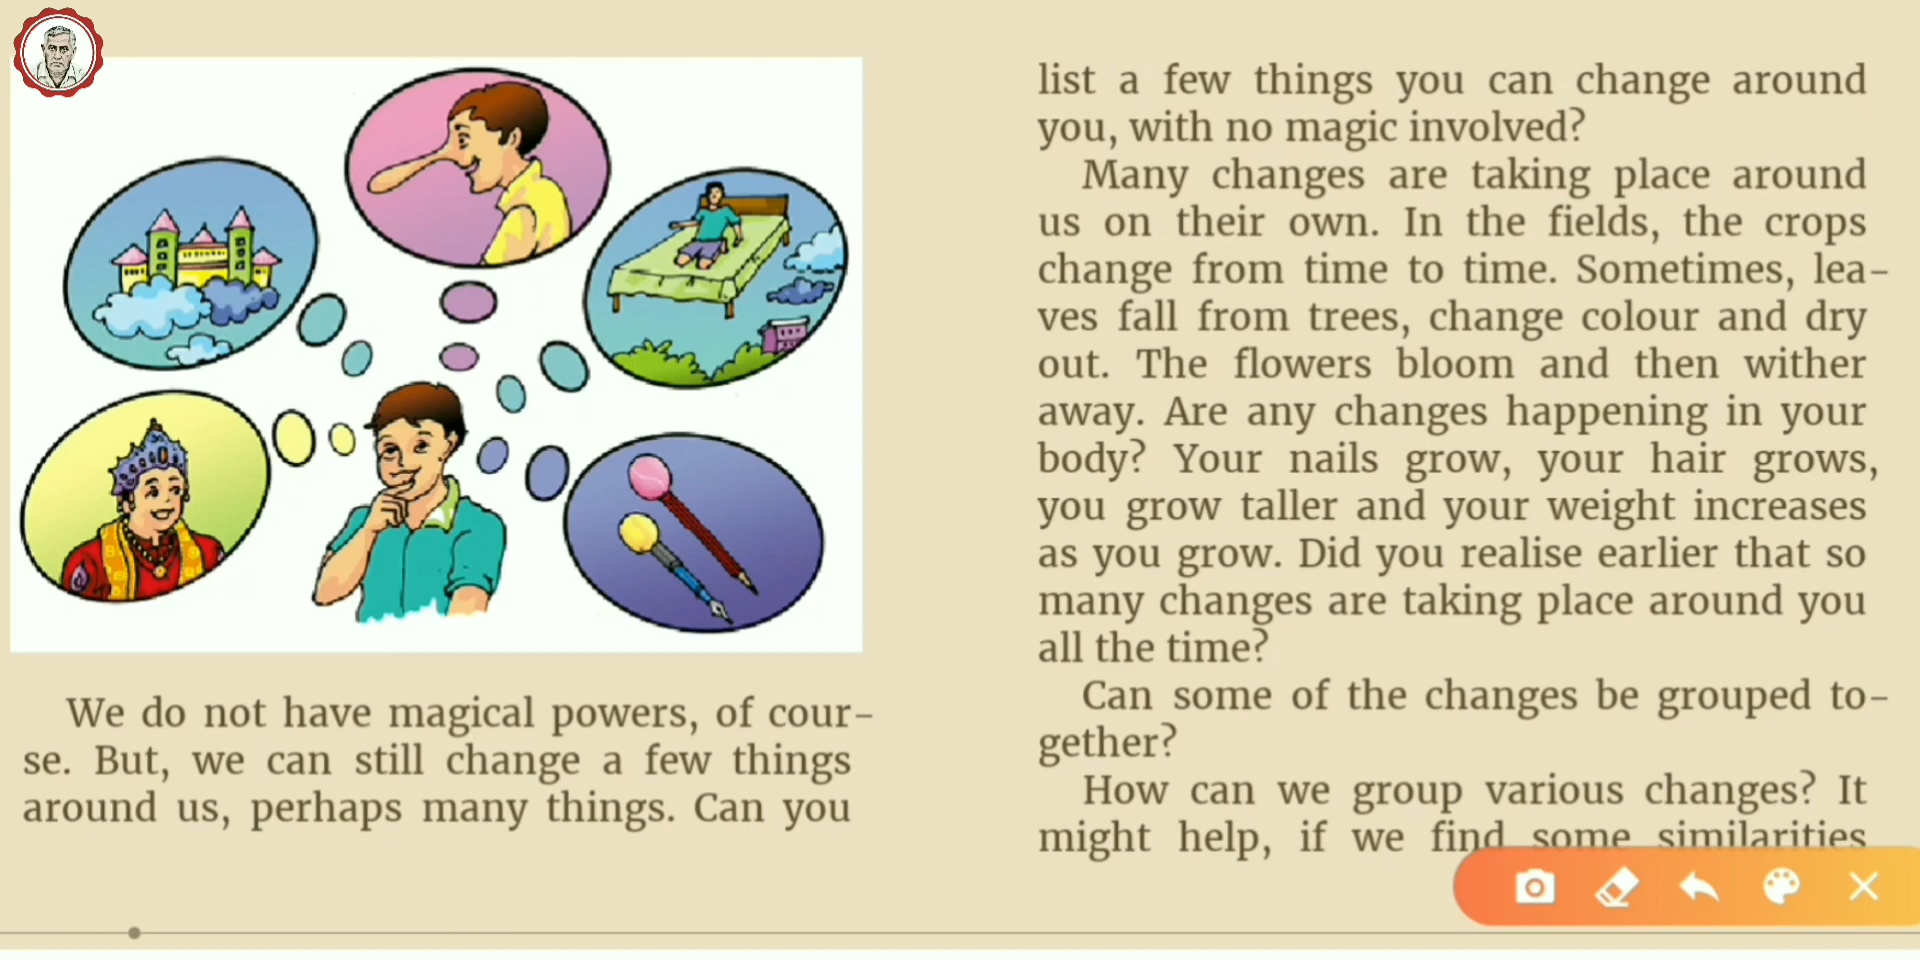 We do not have magical powers, of cour-
se. But, we can still change a few things
around us, perhaps many things. Can you
list a few things you can change around
you, with no magic involved?
Many changes are taking place around
us on their own. In the fields, the crops
change from time to time. Sometimes, lea-
ves fall from trees, change colour and dry
out. The flowers bloom and then wither
away. Are any changes happening in your
body? Your nails grow, your hair grows,
you grow taller and your weight increases
as you grow. Did you realise earlier that so
many changes are taking place around you
all the time?
Can some of the changes be grouped to-
gether?
How can we group various changes? It
might help, if we find some similarities